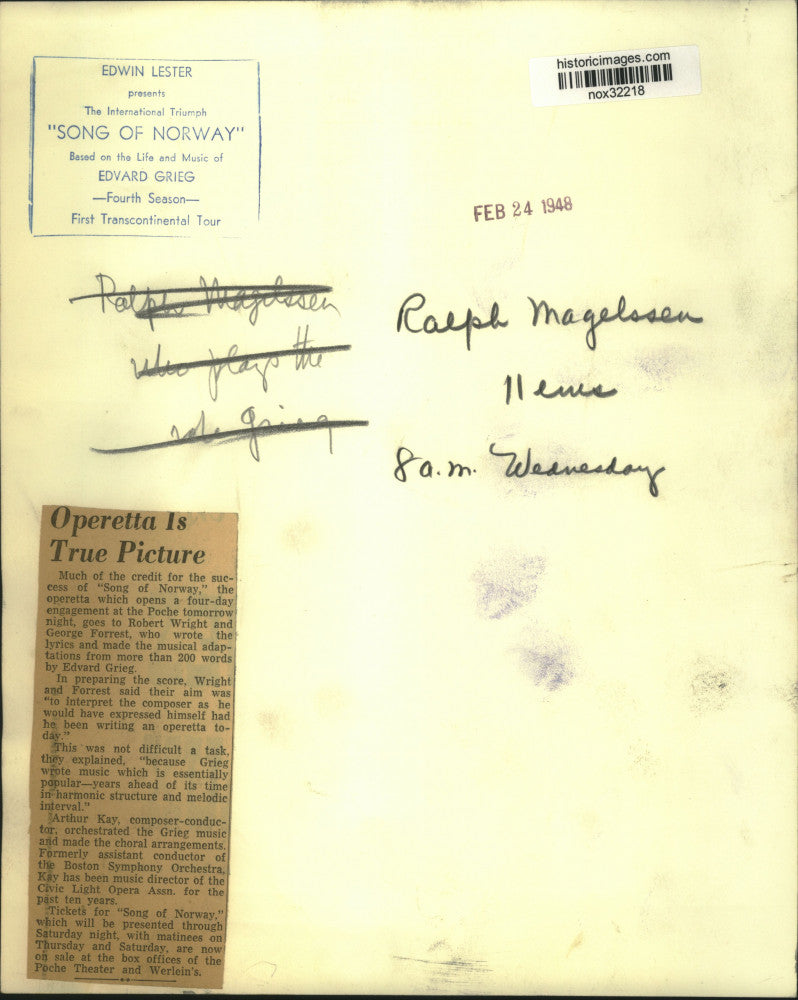 EDWIN LESTER
presents
The International Triumph
"SONG OF NORWAY"
Based on the Life and Music of
EDVARD GRIEG
—Fourth Season—
First Transcontinental Tour
historicimages.com
nox32218
FEB 24 1948
Ralph Magelssen
who plays the
role Grieg
Ralph Magelssen
Items
8 a.m. Wednesday
Operetta Is
True Picture
Much of the credit for the suc-
cess of "Song of Norway," the
operetta which opens a four-day
engagement at the Poche tomorrow
night, goes to Robert Wright and
George Forrest, who wrote the
lyrics and made the musical adap-
tations from more than 200 words
by Edvard Grieg.
In preparing the score, Wright
and Forrest said their aim was
"to interpret the composer as he
would have expressed himself had
he been writing an operetta to-
day."
This was not difficult a task,
they explained, "because Grieg
wrote music which is essentially
popular—years ahead of its time
in harmonic structure and melodic
interval."
Arthur Kay, composer-conduc-
tor, orchestrated the Grieg music
and made the choral arrangements.
Formerly assistant conductor of
the Boston Symphony Orchestra,
Kay has been music director of the
Civic Light Opera Assn. for the
past ten years.
Tickets for "Song of Norway,"
which will be presented through
Saturday night, with matinees on
Thursday and Saturday, are now
on sale at the box offices of the
Poche Theater and Werlein's.